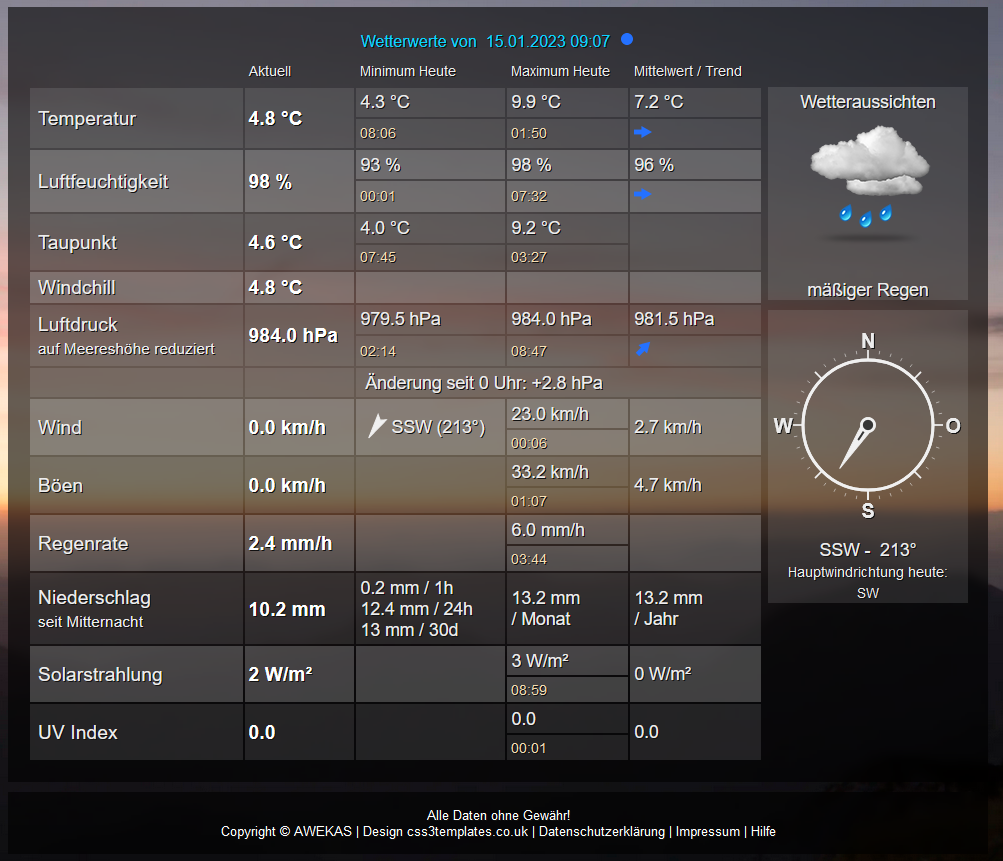 Wetterwerte von 15.01.2023 09:07
Aktuell Minimum Heute Maximum Heute Mittelwert / Trend
Temperatur 4.8 °C 4.3 °C 9.9 °C 7.2 °C
08:06 01:50
Luftfeuchtigkeit 98 % 93 % 98 % 96 %
00:01 07:32
Taupunkt 4.6 °C 4.0 °C 9.2 °C
07:45 03:27
Windchill 4.8 °C
Luftdruck 984.0 hPa 979.5 hPa 984.0 hPa 981.5 hPa
auf Meereshöhe reduziert 02:14 08:47
Änderung seit 0 Uhr: +2.8 hPa
Wind 0.0 km/h SSW (213°) 23.0 km/h 2.7 km/h
00:06
Böen 0.0 km/h 33.2 km/h 4.7 km/h
01:07
Regenrate 2.4 mm/h 6.0 mm/h
03:44
Niederschlag
seit Mitternacht
10.2 mm
0.2 mm / 1h
12.4 mm / 24h
13 mm / 30d
13.2 mm
/ Monat
13.2 mm
/ Jahr
Solarstrahlung 2 W/m² 3 W/m² 0 W/m²
08:59
UV Index 0.0 0.0 0.0
00:01
Wetteraussichten
mäßiger Regen
N
W O
S
SSW - 213°
Hauptwindrichtung heute:
SW
Alle Daten ohne Gewähr!
Copyright © AWEKAS | Design css3templates.co.uk | Datenschutzerklärung | Impressum | Hilfe